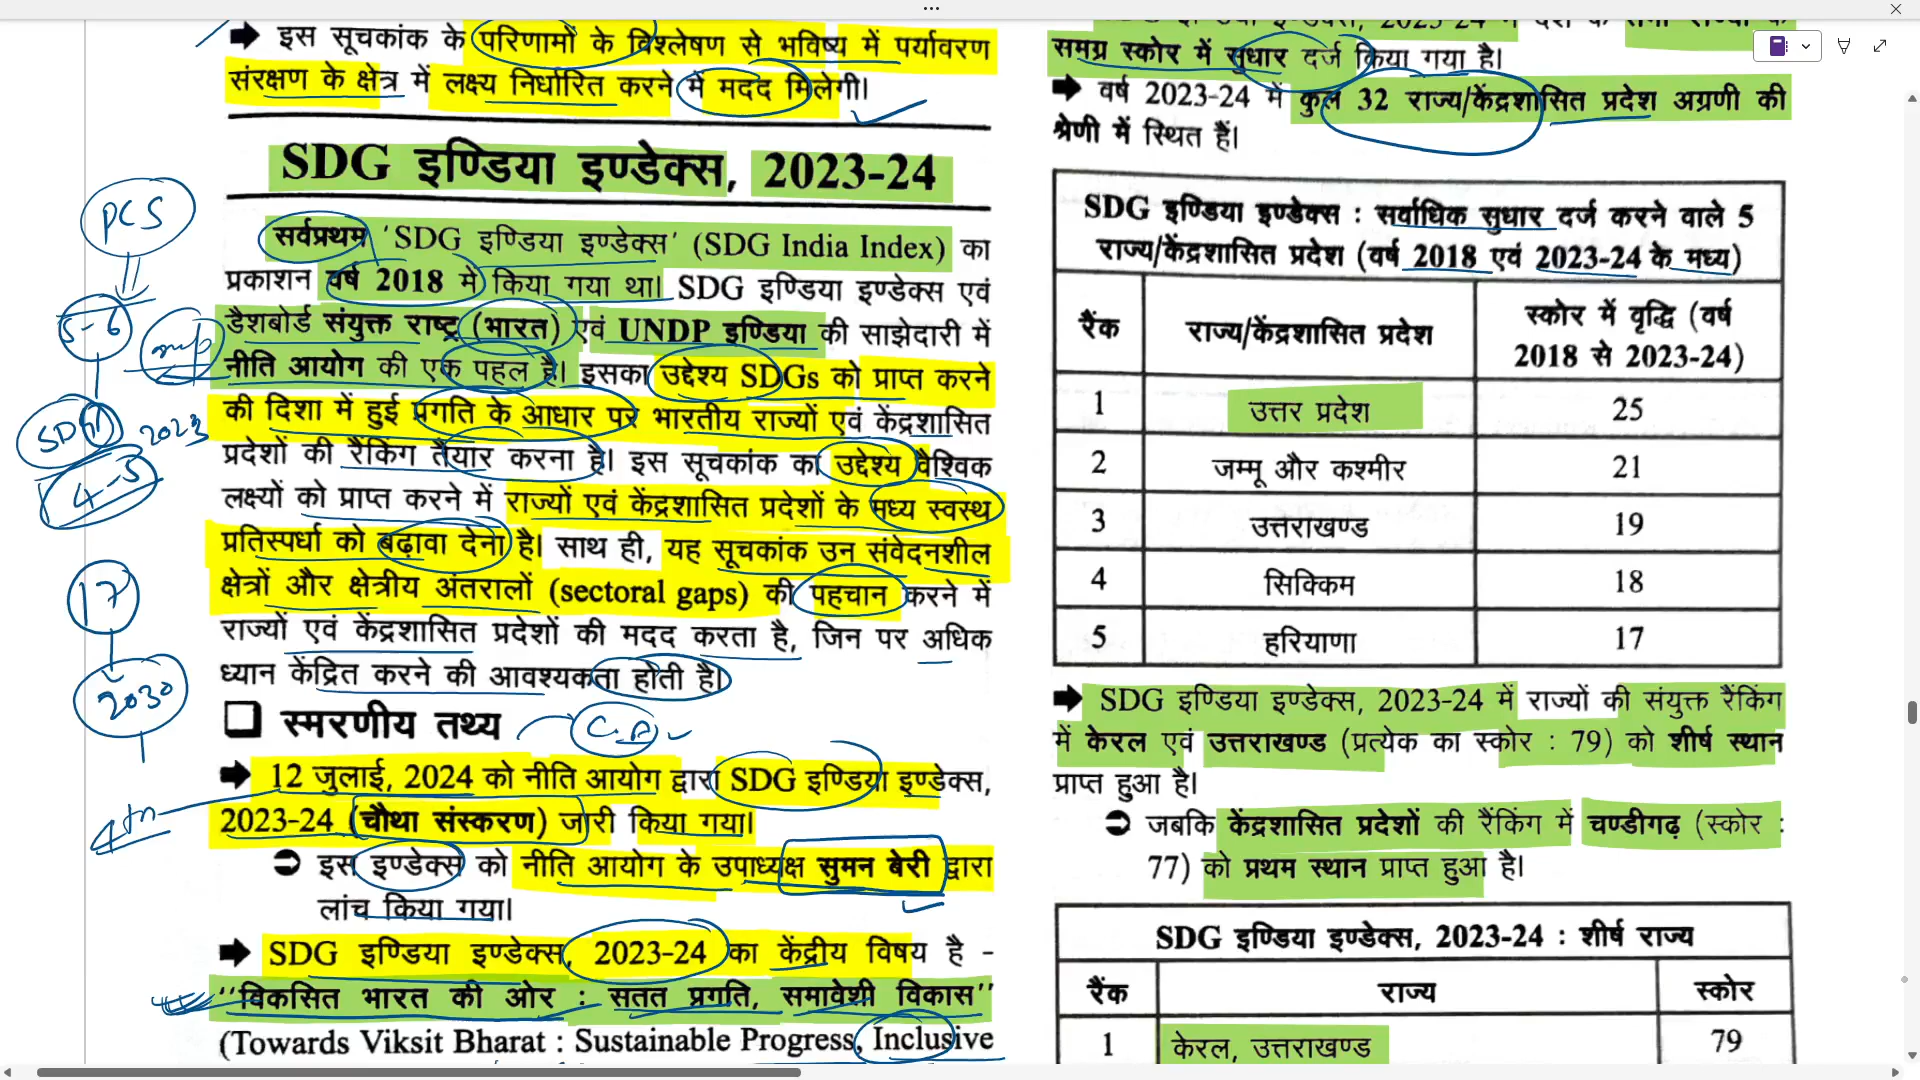 ➡ इस सूचकांक के परिणामों के विश्लेषण से भविष्य में पर्यावरण
संरक्षण के क्षेत्र में लक्ष्य निर्धारित करने में मदद मिलेगी।
SDG इण्डिया इण्डेक्स, 2023-24
सर्वप्रथम 'SDG इण्डिया इण्डेक्स' (SDG India Index) का
प्रकाशन वर्ष 2018 में किया गया था। SDG इण्डिया इण्डेक्स एवं
डैशबोर्ड संयुक्त राष्ट्र (भारत) एवं UNDP इण्डिया की साझेदारी में
नीति आयोग की एक पहल है। इसका उद्देश्य SDGs को प्राप्त करने
की दिशा में हुई प्रगति के आधार पर भारतीय राज्यों एवं केंद्रशासित
प्रदेशों की रैंकिंग तैयार करना है। इस सूचकांक का उद्देश्य वैश्विक
लक्ष्यों को प्राप्त करने में राज्यों एवं केंद्रशासित प्रदेशों के मध्य स्वस्थ
प्रतिस्पर्धा को बढ़ावा देना है। साथ ही, यह सूचकांक उन संवेदनशील
क्षेत्रों और क्षेत्रीय अंतरालों (sectoral gaps) की पहचान करने में
राज्यों एवं केंद्रशासित प्रदेशों की मदद करता है, जिन पर अधिक
ध्यान केंद्रित करने की आवश्यकता होती है।
❑ स्मरणीय तथ्य
C.A
➡ 12 जुलाई, 2024 को नीति आयोग द्वारा SDG इण्डिया इण्डेक्स,
2023-24 (चौथा संस्करण) जारी किया गया।
➲ इस इण्डेक्स को नीति आयोग के उपाध्यक्ष सुमन बेरी द्वारा
लांच किया गया।
➡ SDG इण्डिया इण्डेक्स, 2023-24 का केंद्रीय विषय है -
''विकसित भारत की ओर : सतत प्रगति, समावेशी विकास''
(Towards Viksit Bharat : Sustainable Progress, Inclusive
PCS
5-6
SDG 2023
4-5
17
2030
समग्र स्कोर में सुधार दर्ज किया गया है।
➡ वर्ष 2023-24 में कुल 32 राज्य/केंद्रशासित प्रदेश अग्रणी की
श्रेणी में स्थित हैं।
SDG इण्डिया इण्डेक्स : सर्वाधिक सुधार दर्ज करने वाले 5
राज्य/केंद्रशासित प्रदेश (वर्ष 2018 एवं 2023-24 के मध्य)
रैंक राज्य/केंद्रशासित प्रदेश स्कोर में वृद्धि (वर्ष
2018 से 2023-24)
1 उत्तर प्रदेश 25
2 जम्मू और कश्मीर 21
3 उत्तराखण्ड 19
4 सिक्किम 18
5 हरियाणा 17
➡ SDG इण्डिया इण्डेक्स, 2023-24 में राज्यों की संयुक्त रैंकिंग
में केरल एवं उत्तराखण्ड (प्रत्येक का स्कोर : 79) को शीर्ष स्थान
प्राप्त हुआ है।
➲ जबकि केंद्रशासित प्रदेशों की रैंकिंग में चण्डीगढ़ (स्कोर :
77) को प्रथम स्थान प्राप्त हुआ है।
SDG इण्डिया इण्डेक्स, 2023-24 : शीर्ष राज्य
रैंक राज्य स्कोर
1 केरल, उत्तराखण्ड 79